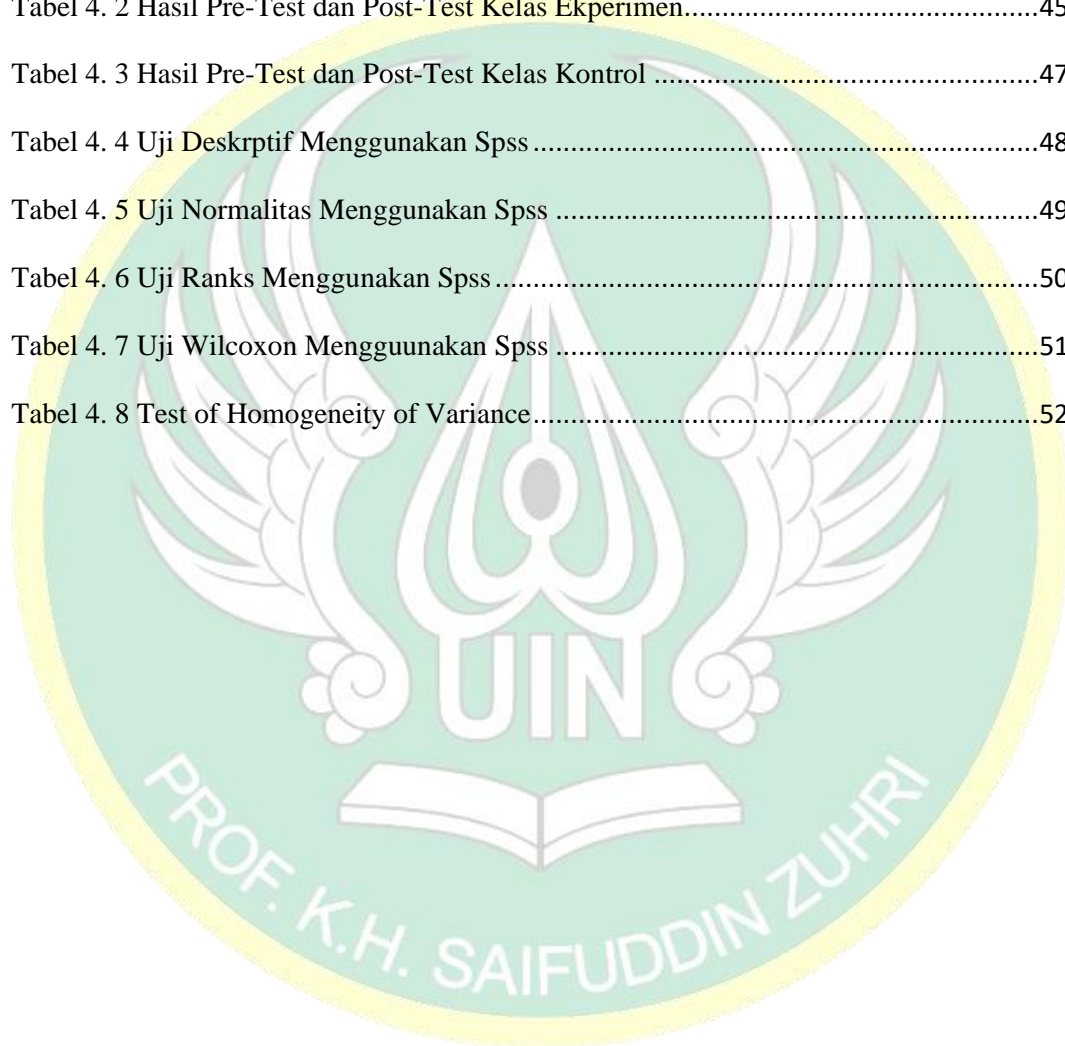 Tabel 4. 2 Hasil Pre-Test dan Post-Test Kelas Ekperimen....................................................45
Tabel 4. 3 Hasil Pre-Test dan Post-Test Kelas Kontrol ........................................................47
Tabel 4. 4 Uji Deskrptif Menggunakan Spss ........................................................................48
Tabel 4. 5 Uji Normalitas Menggunakan Spss .....................................................................49
Tabel 4. 6 Uji Ranks Menggunakan Spss .............................................................................50
Tabel 4. 7 Uji Wilcoxon Mengguunakan Spss .....................................................................51
Tabel 4. 8 Test of Homogeneity of Variance ........................................................................52
UIN
PROF. K.H. SAIFUDDIN ZUHRI